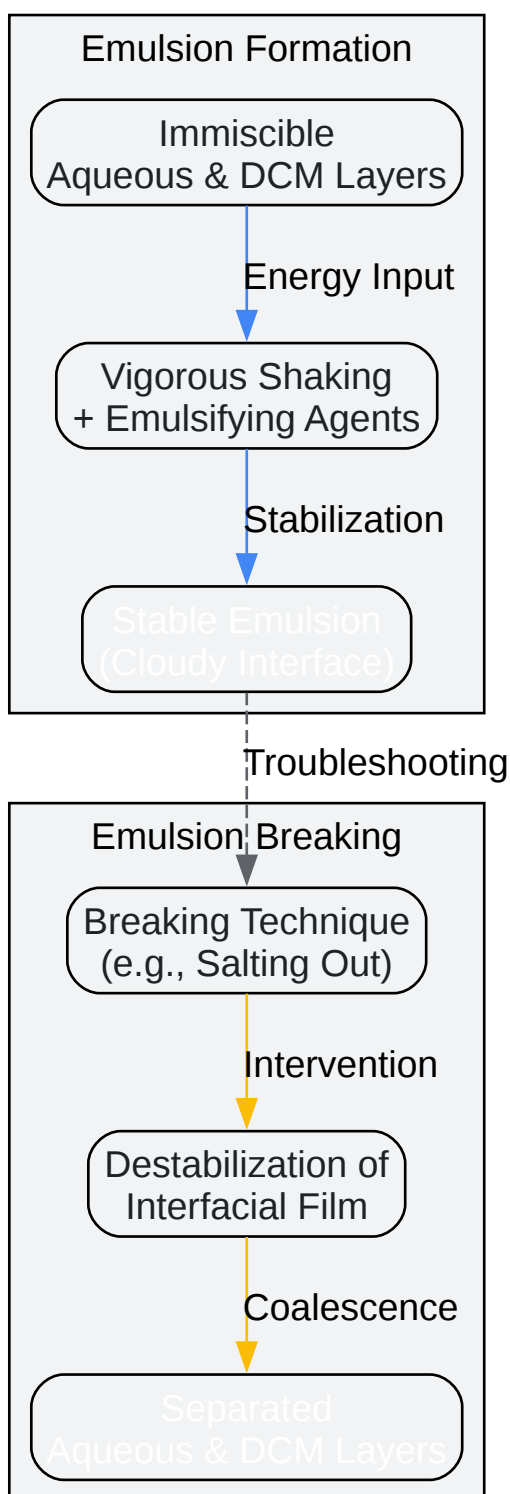 Emulsion Formation
Immiscible
Aqueous & DCM Layers
Energy Input
Vigorous Shaking
+ Emulsifying Agents
Stabilization
Stable Emulsion
(Cloudy Interface)
Troubleshooting
Emulsion Breaking
Breaking Technique
(e.g., Salting Out)
Intervention
Destabilization of
Interfacial Film
Coalescence
Separated
Aqueous & DCM Layers